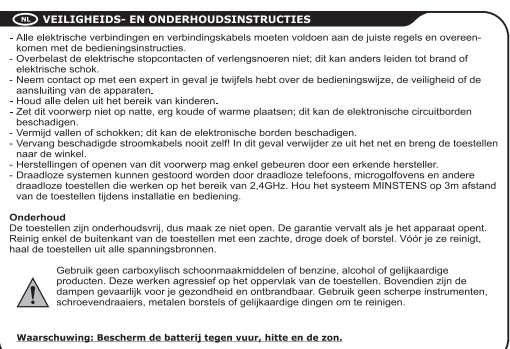 NL VEILIGHEIDS- EN ONDERHOUDSINSTRUCTIES
- Alle elektrische verbindingen en verbindingskabels moeten voldoen aan de juiste regels en overeen-
komen met de bedieningsinstructies.
- Overbelast de elektrische stopcontacten of verlengsnoeren niet; dit kan anders leiden tot brand of
elektrische schok.
- Neem contact op met een expert in geval je twijfels hebt over de bedieningswijze, de veiligheid of de
aansluiting van de apparaten.
- Houd alle delen uit het bereik van kinderen.
- Zet dit voorwerp niet op natte, erg koude of warme plaatsen; dit kan de elektronische circuitborden
beschadigen.
- Vermijd vallen of schokken; dit kan de elektronische borden beschadigen.
- Vervang beschadigde stroomkabels nooit zelf! In dit geval verwijder ze uit het net en breng de toestellen
naar de winkel.
- Herstellingen of openen van dit voorwerp mag enkel gebeuren door een erkende hersteller.
- Draadloze systemen kunnen gestoord worden door draadloze telefoons, microgolfovens en andere
draadloze toestellen die werken op het bereik van 2,4GHz. Hou het systeem MINSTENS op 3m afstand
van de toestellen tijdens installatie en bediening.
Onderhoud
De toestellen zijn onderhoudsvrij, dus maak ze niet open. De garantie vervalt als je het apparaat opent.
Reinig enkel de buitenkant van de toestellen met een zachte, droge doek of borstel. Vóór je ze reinigt,
haal de toestellen uit alle spanningsbronnen.
Gebruik geen carboxylisch schoonmaakmiddelen of benzine, alcohol of gelijkaardige
producten. Deze werken agressief op het oppervlak van de toestellen. Bovendien zijn de
dampen gevaarlijk voor je gezondheid en ontbrandbaar. Gebruik geen scherpe instrumenten,
schroevendraaiers, metalen borstels of gelijkaardige dingen om te reinigen.
Waarschuwing: Bescherm de batterij tegen vuur, hitte en de zon.